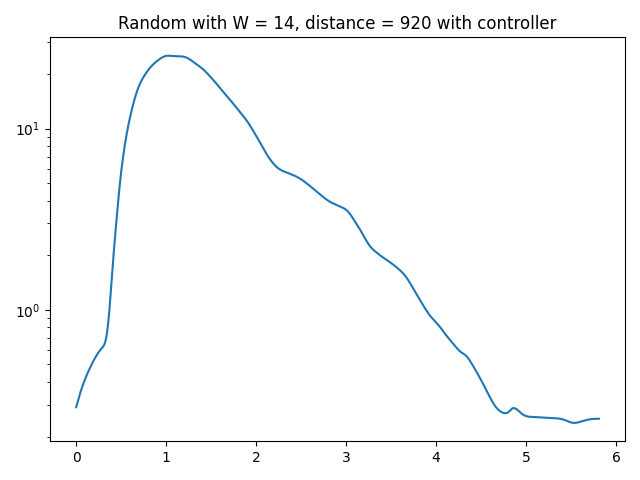 Random with W = 14, distance = 920 with controller
10¹
10⁰
0 1 2 3 4 5 6